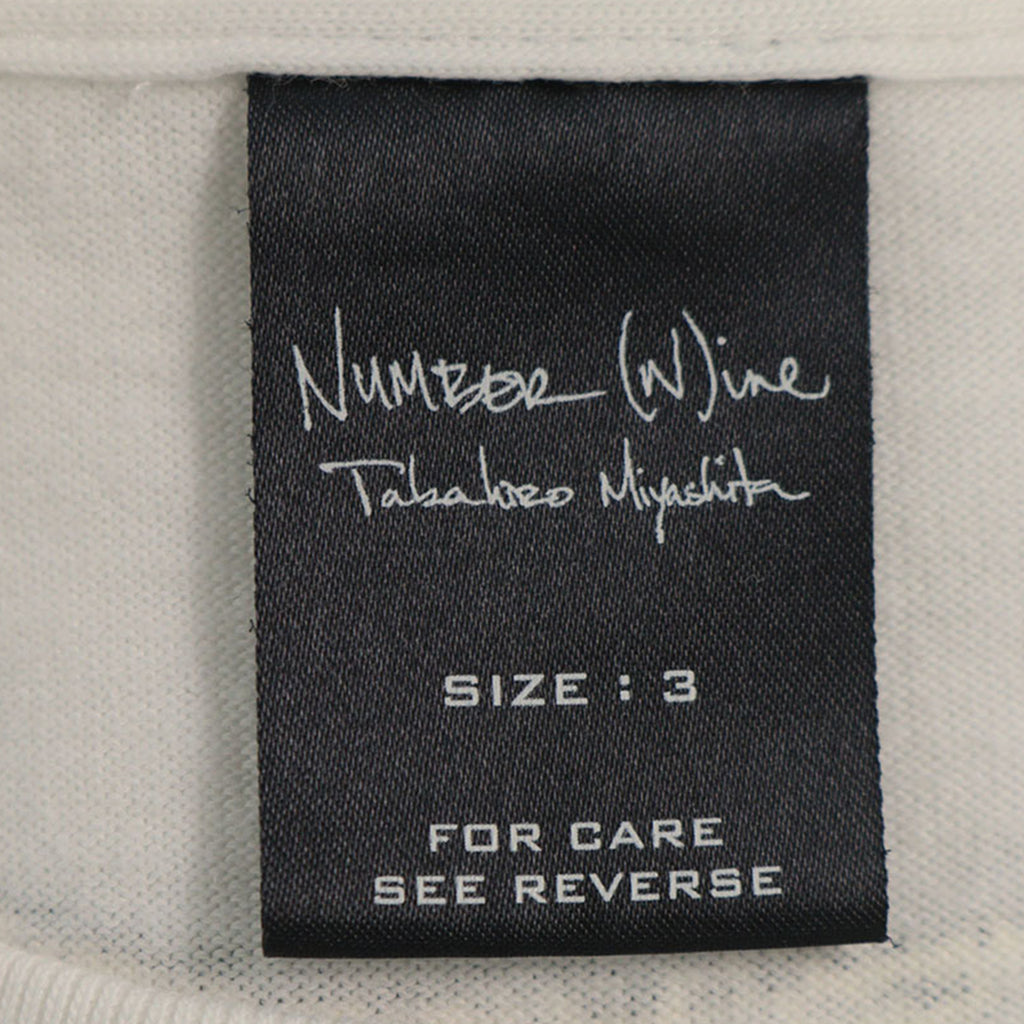 NUMBER (N)ine
Takahiro Miyashita
SIZE : 3
FOR CARE
SEE REVERSE